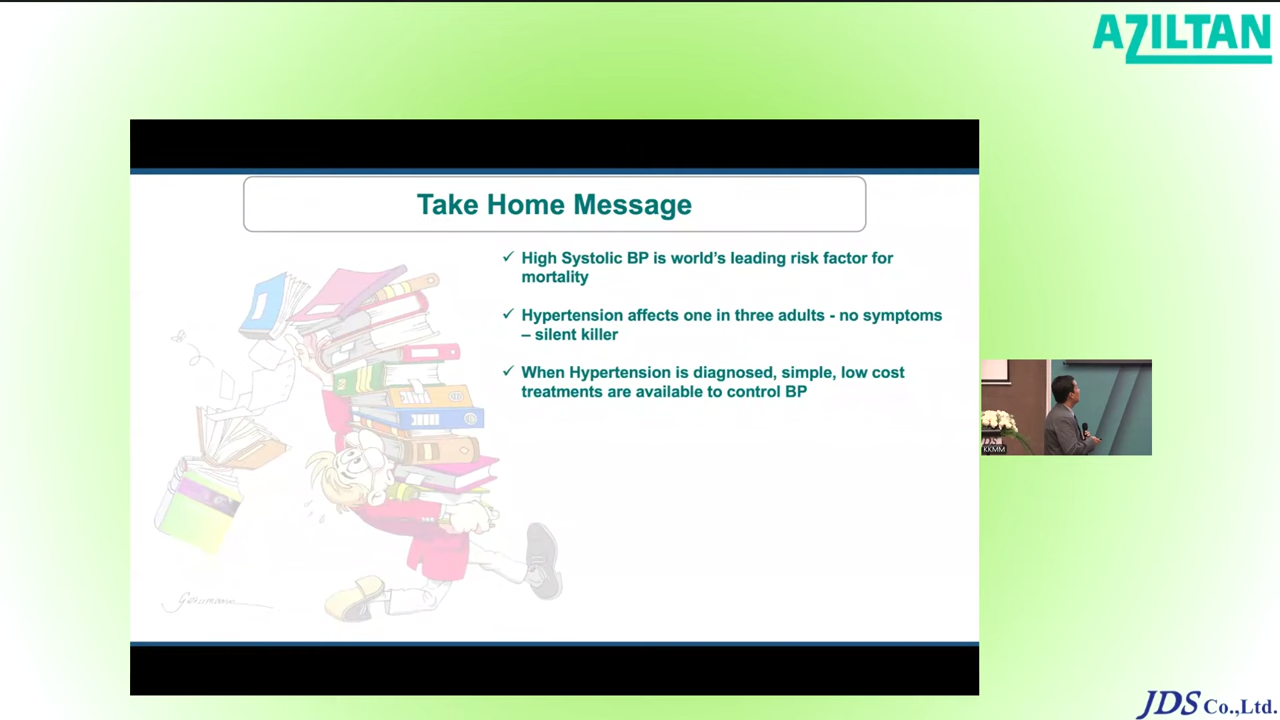 AZILTAN
Take Home Message
✓ High Systolic BP is world’s leading risk factor for
mortality
✓ Hypertension affects one in three adults - no symptoms
– silent killer
✓ When Hypertension is diagnosed, simple, low cost
treatments are available to control BP
KKMM
JDS Co.,Ltd.